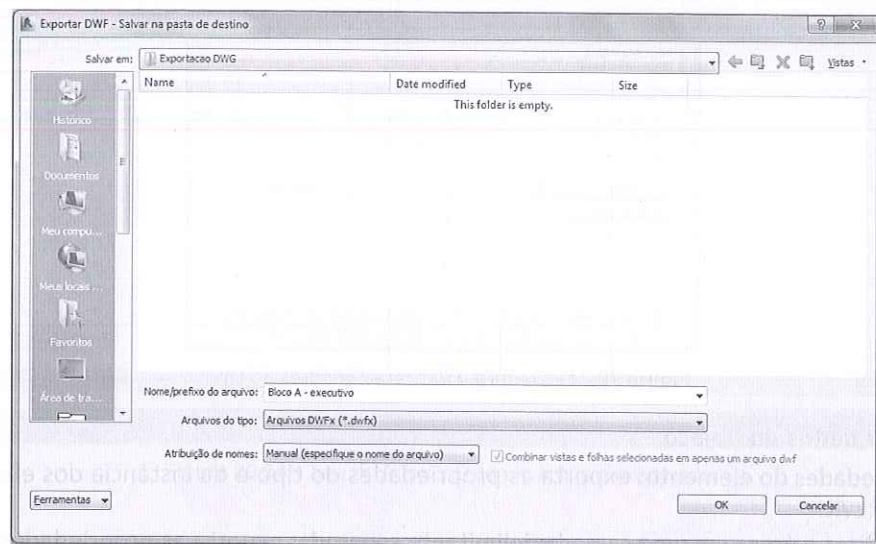 Exportar DWF - Salvar na pasta de destino
Salvar em: Exportacao DWG Vistas
Name Date modified Type Size
This folder is empty.
Histórico
Documentos
Meu compu...
Meus locais ...
Favoritos
Área de tra...
Nome/prefixo do arquivo: Bloco A - executivo
Arquivos do tipo: Arquivos DWFx (*.dwfx)
Atribuição de nomes: Manual (especifique o nome do arquivo) Combinar vistas e folhas selecionadas em apenas um arquivo dwf
Ferramentas OK Cancelar